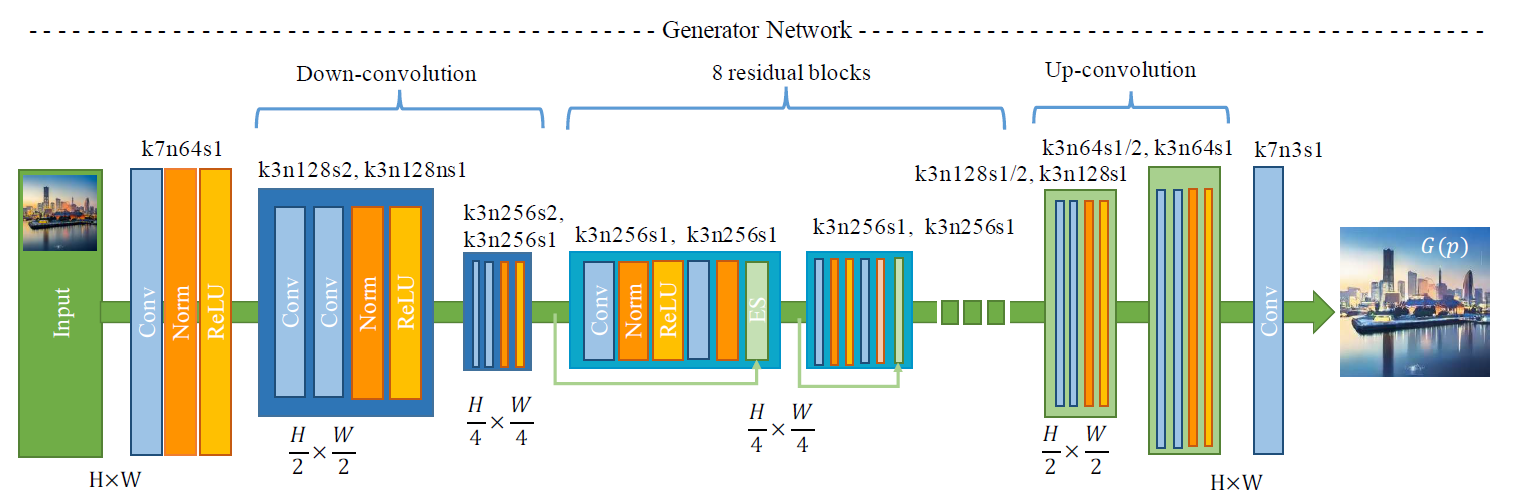 Generator Network
Down-convolution
8 residual blocks
Up-convolution
k7n64s1
k3n128s2, k3n128ns1
k3n256s2,
k3n256s1
k3n256s1, k3n256s1
k3n256s1, k3n256s1
k3n128s1/2, k3n128s1
k3n64s1/2, k3n64s1
k7n3s1
Input
Conv
Norm
ReLU
Conv
Conv
Norm
ReLU
Conv
Norm
ReLU
ES
Conv
G(p)
H×W
H/2 × W/2
H/4 × W/4
H/4 × W/4
H/2 × W/2
H×W